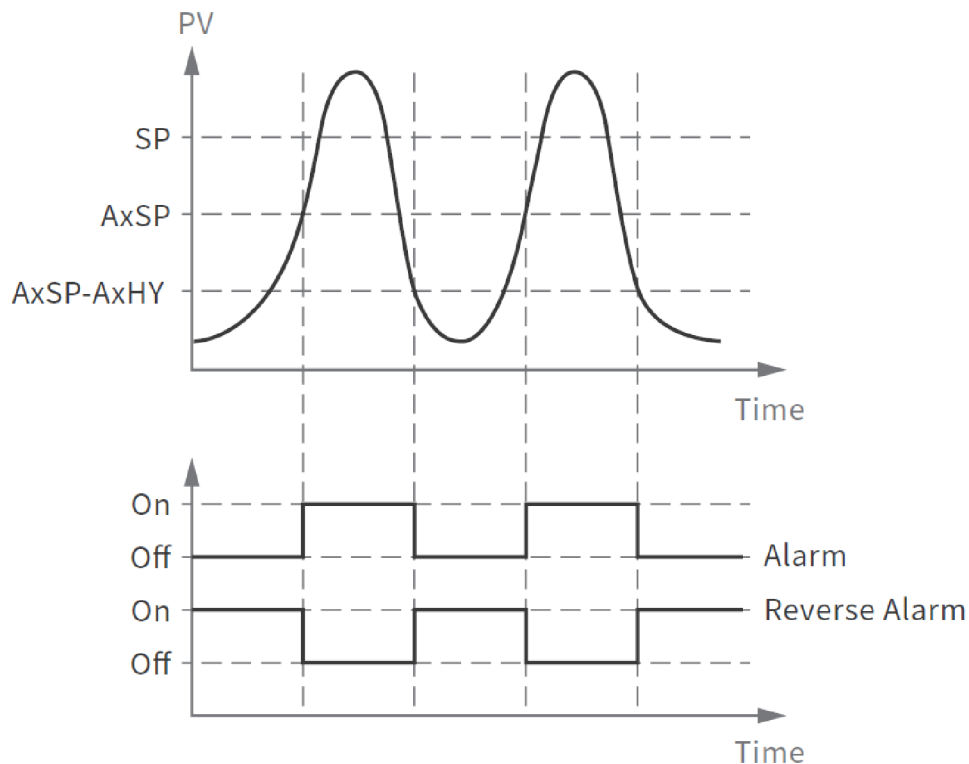 PV
SP
AxSP
AxSP-AxHY
Time
On
Off
Alarm
On
Reverse Alarm
Off
Time